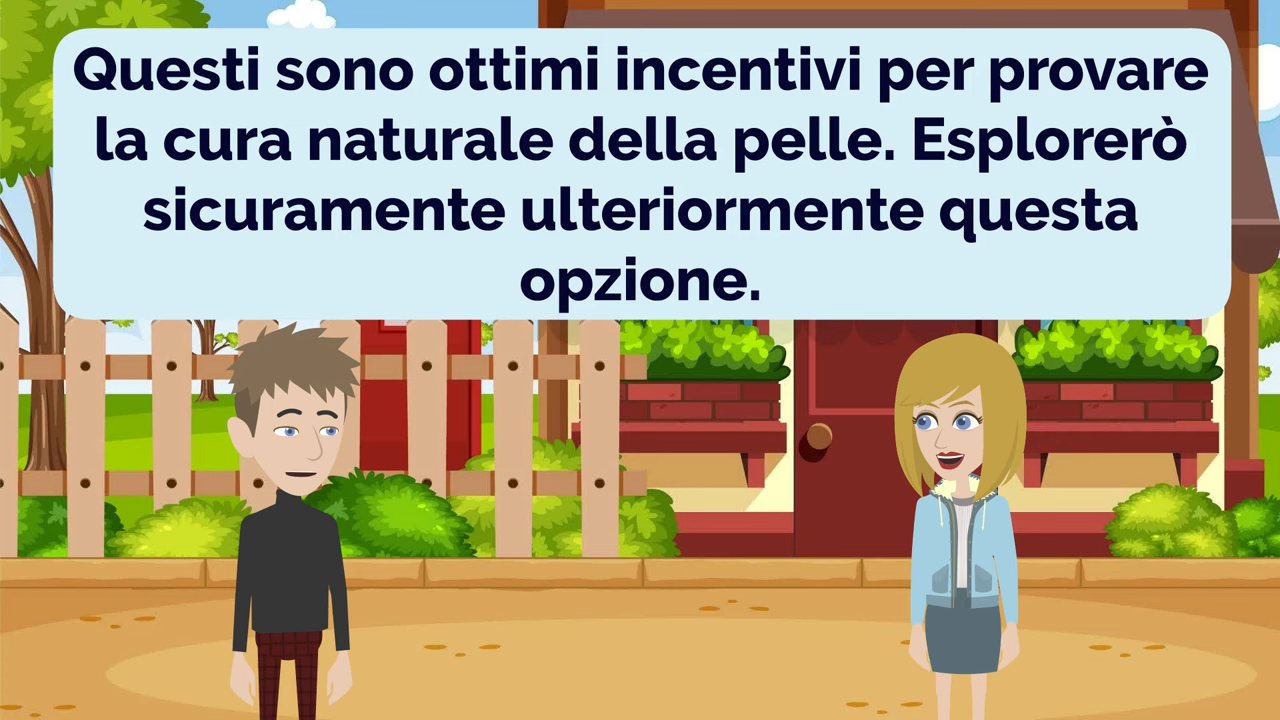 Questi sono ottimi incentivi per provare
la cura naturale della pelle. Esplorerò
sicuramente ulteriormente questa
opzione.